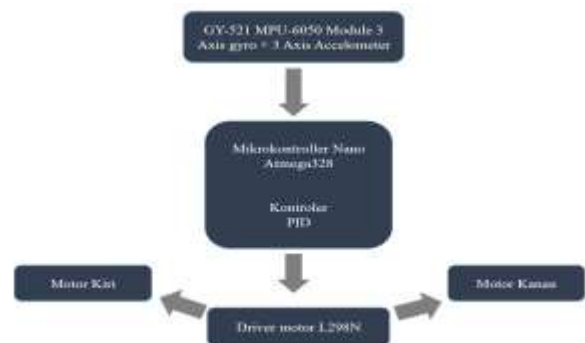 GY-521 MPU-6050 Module 3
Axis gyro + 3 Axis Accelometer
Mikrokontroller Nano
Atmega328
Kontroler
PID
Motor Kiri
Motor Kanan
Driver motor L298N